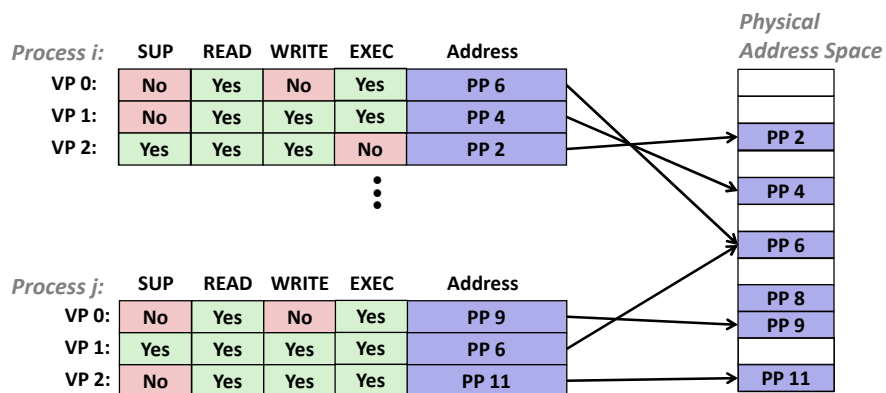 Physical
Address Space
Process i: SUP READ WRITE EXEC Address
VP 0: No Yes No Yes PP 6
VP 1: No Yes Yes Yes PP 4
VP 2: Yes Yes Yes No PP 2
PP 2
PP 4
PP 6
PP 8
PP 9
PP 11
Process j: SUP READ WRITE EXEC Address
VP 0: No Yes No Yes PP 9
VP 1: Yes Yes Yes Yes PP 6
VP 2: No Yes Yes Yes PP 11